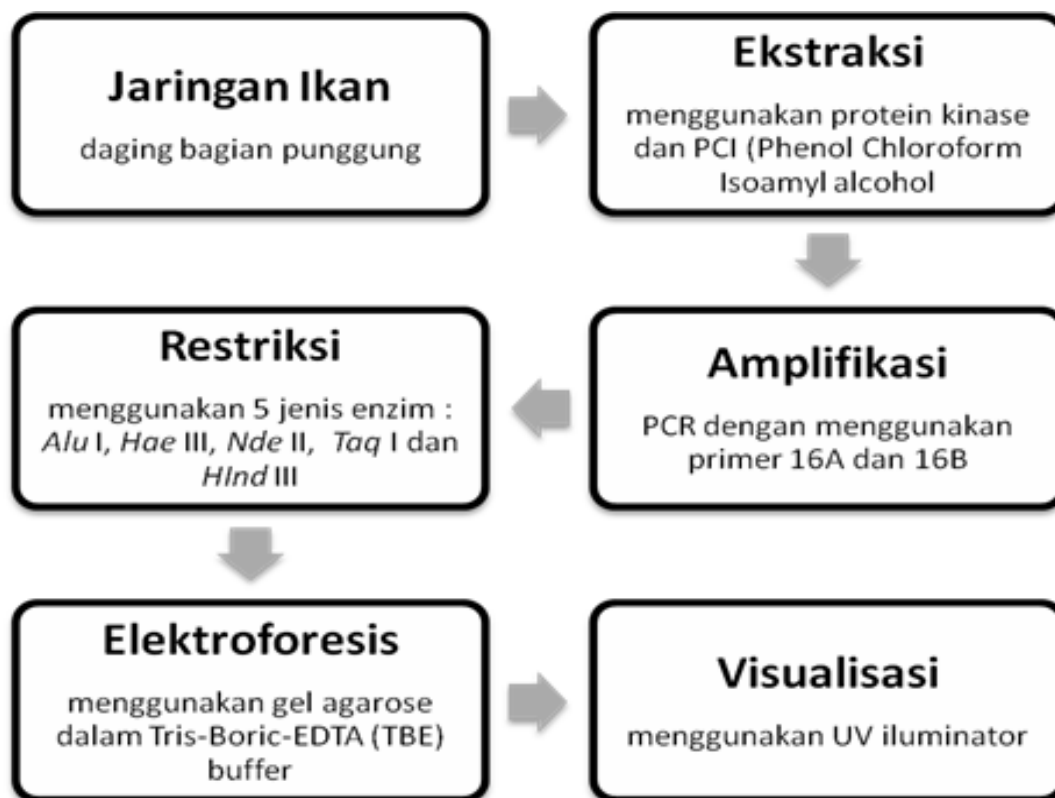 Jaringan Ikan
daging bagian punggung
Ekstraksi
menggunakan protein kinase
dan PCI (Phenol Chloroform
Isoamyl alcohol
Amplifikasi
PCR dengan menggunakan
primer 16A dan 16B
Restriksi
menggunakan 5 jenis enzim :
Alu I, Hae III, Nde II, Taq I dan
HInd III
Elektroforesis
menggunakan gel agarose
dalam Tris-Boric-EDTA (TBE)
buffer
Visualisasi
menggunakan UV iluminator